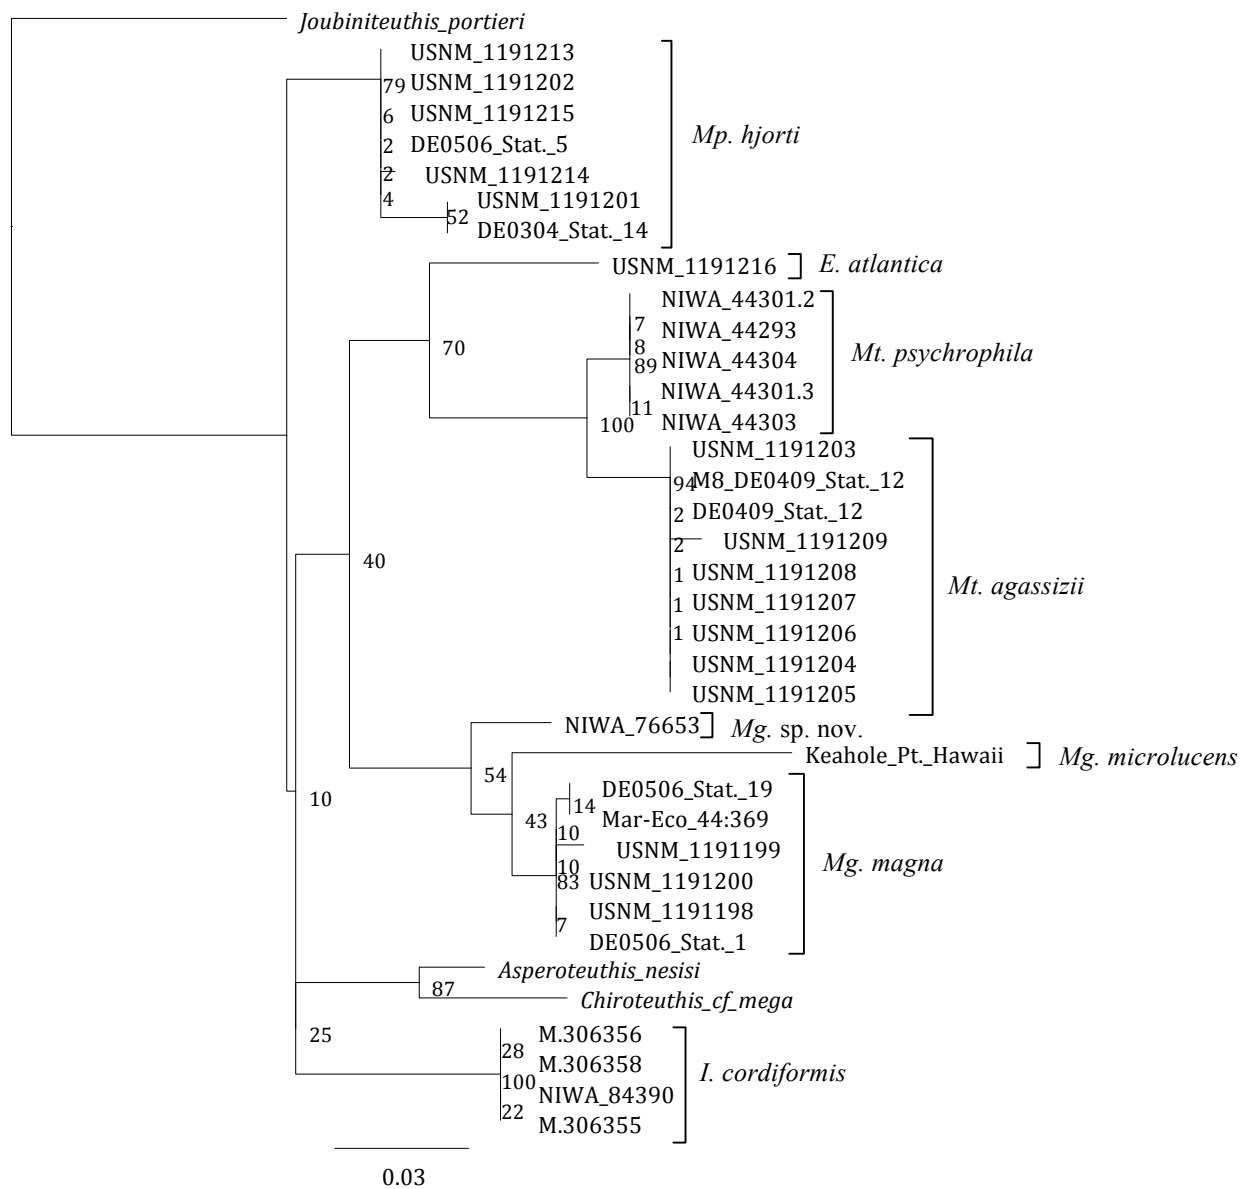 Joubiniteuthis_portieri
USNM_1191213
79 USNM_1191202
6 USNM_1191215
Mp. hjorti
2 DE0506_Stat._5
2 USNM_1191214
4 USNM_1191201
52
DE0304_Stat._14
USNM_1191216
E. atlantica
NIWA_44301.2
7 NIWA_44293
8
70
Mt. psychrophila
89 NIWA_44304
NIWA_44301.3
11
100 NIWA_44303
USNM_1191203
94 M8_DE0409_Stat._12
2 DE0409_Stat._12
2 USNM_1191209
40
1 USNM_1191208
Mt. agassizii
1 USNM_1191207
1 USNM_1191206
USNM_1191204
USNM_1191205
NIWA_76653
Mg. sp. nov.
Keahole_Pt._Hawaii
Mg. microlucens
54
DE0506_Stat._19
10
14
43 Mar-Eco_44:369
10
USNM_1191199
10
Mg. magna
83 USNM_1191200
USNM_1191198
7
DE0506_Stat._1
Asperoteuthis_nesisi
87
Chiroteuthis_cf_mega
25
M.306356
28
M.306358
I. cordiformis
100
NIWA_84390
22
M.306355
0.03